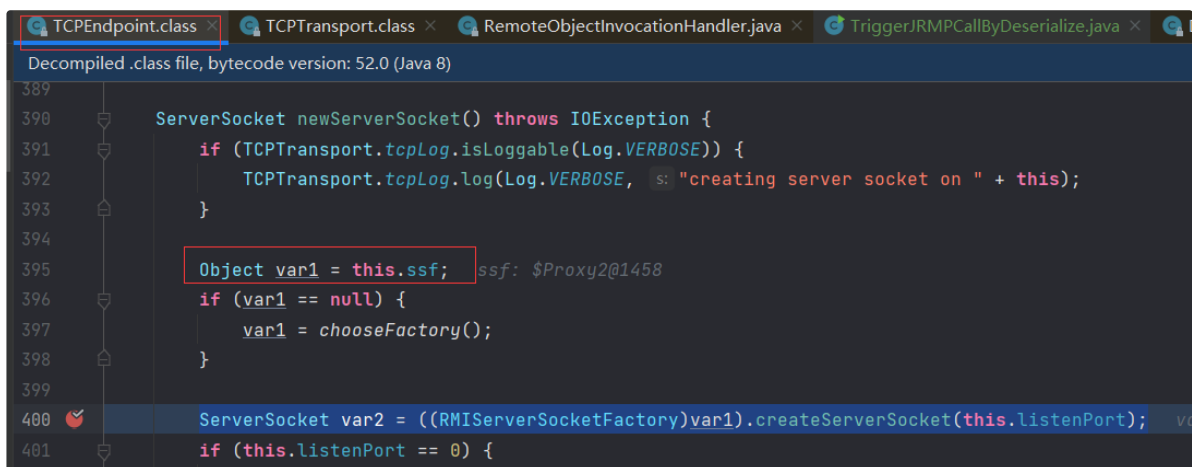 TCPEndpoint.class × TCPTransport.class × RemoteObjectInvocationHandler.java × TriggerJRMPCallByDeserialize.java ×
Decompiled .class file, bytecode version: 52.0 (Java 8)
389
390 ServerSocket newServerSocket() throws IOException {
391 if (TCPTransport.tcpLog.isLoggable(Log.VERBOSE)) {
392 TCPTransport.tcpLog.log(Log.VERBOSE, s: "creating server socket on " + this);
393 }
394
395 Object var1 = this.ssf; ssf: $Proxy2@1458
396 if (var1 == null) {
397 var1 = chooseFactory();
398 }
399
400 ServerSocket var2 = ((RMIServerSocketFactory)var1).createServerSocket(this.listenPort);
401 if (this.listenPort == 0) {